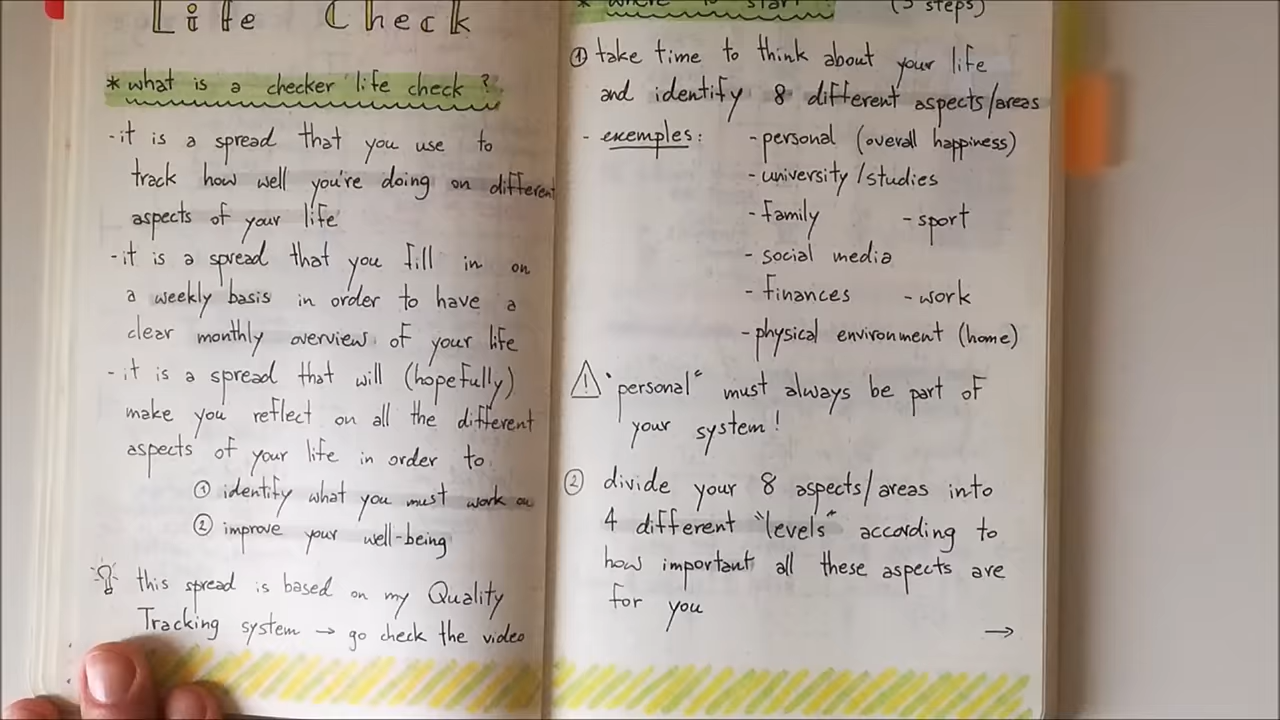 Life Check
* what is a checker life check ?
- it is a spread that you use to
track how well you're doing on different
aspects of your life
- it is a spread that you fill in on
a weekly basis in order to have a
clear monthly overview of your life
- it is a spread that will (hopefully)
make you reflect on all the different
aspects of your life in order to
① identify what you must work on
② improve your well-being
this spread is based on my Quality
Tracking system → go check the video
* where to start (3 steps)
① take time to think about your life
and identify 8 different aspects/areas
- exemples: - personal (overall happiness)
- university/studies
- family - sport
- social media
- finances - work
- physical environment (home)
⚠ "personal" must always be part of
your system!
② divide your 8 aspects/areas into
4 different "levels" according to
how important all these aspects are
for you
→